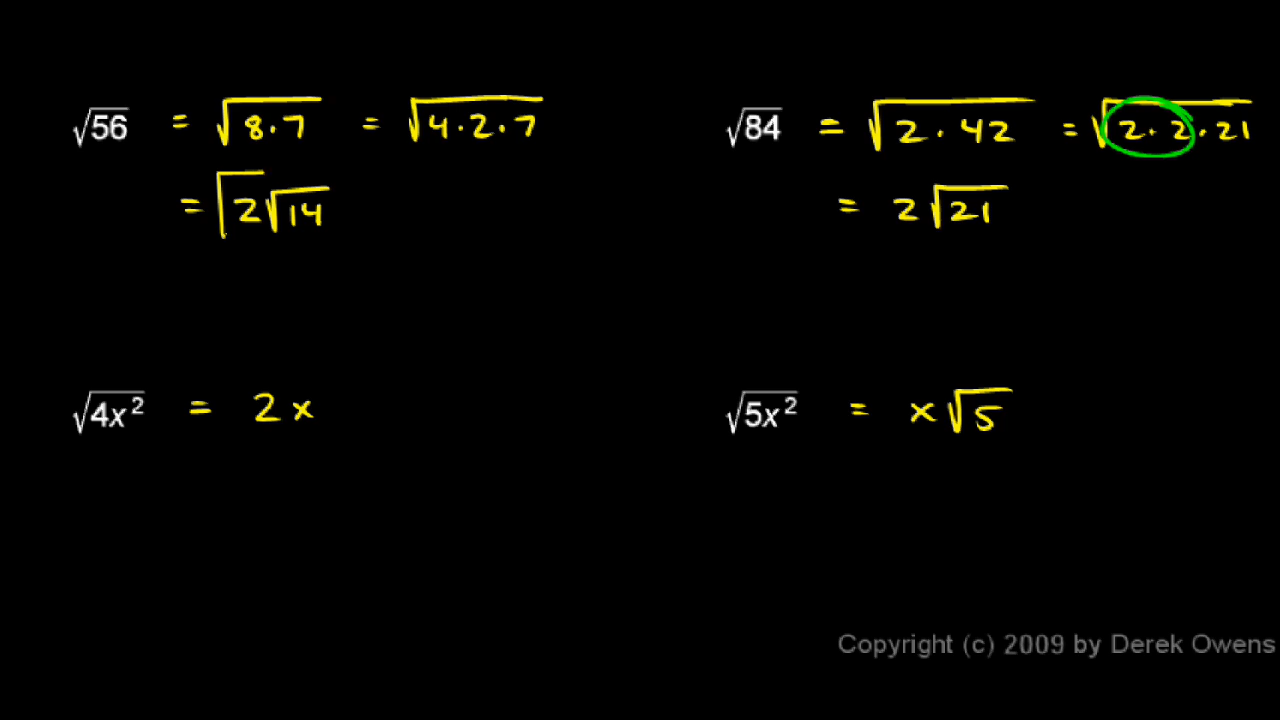 √56 = √8·7 = √4·2·7
= √2√14
√84 = √2·42 = √2·2·21
= 2√21
√4x² = 2x
√5x² = x√5
Copyright (c) 2009 by Derek Owens